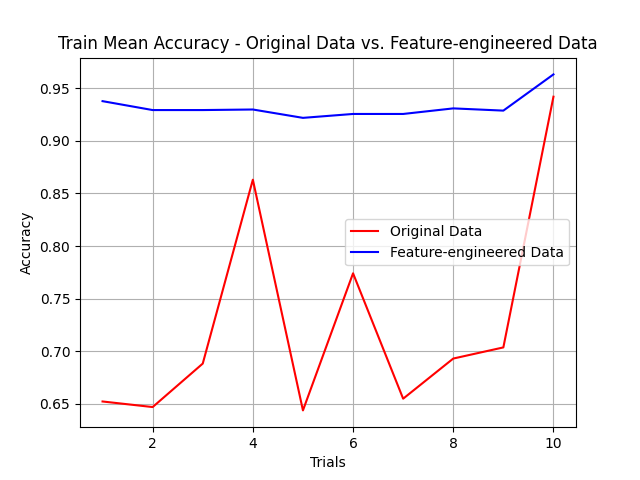 Train Mean Accuracy - Original Data vs. Feature-engineered Data
Accuracy
0.95
0.90
0.85
0.80
0.75
0.70
0.65
Original Data
Feature-engineered Data
2
4
6
8
10
Trials